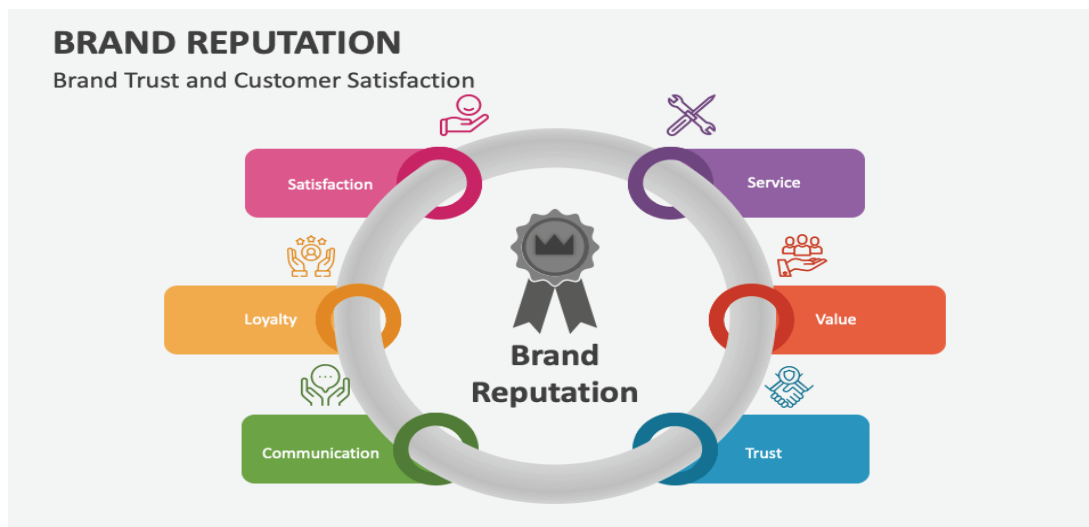 BRAND REPUTATION
Brand Trust and Customer Satisfaction
Satisfaction
Service
Loyalty
Value
Brand
Reputation
Communication
Trust